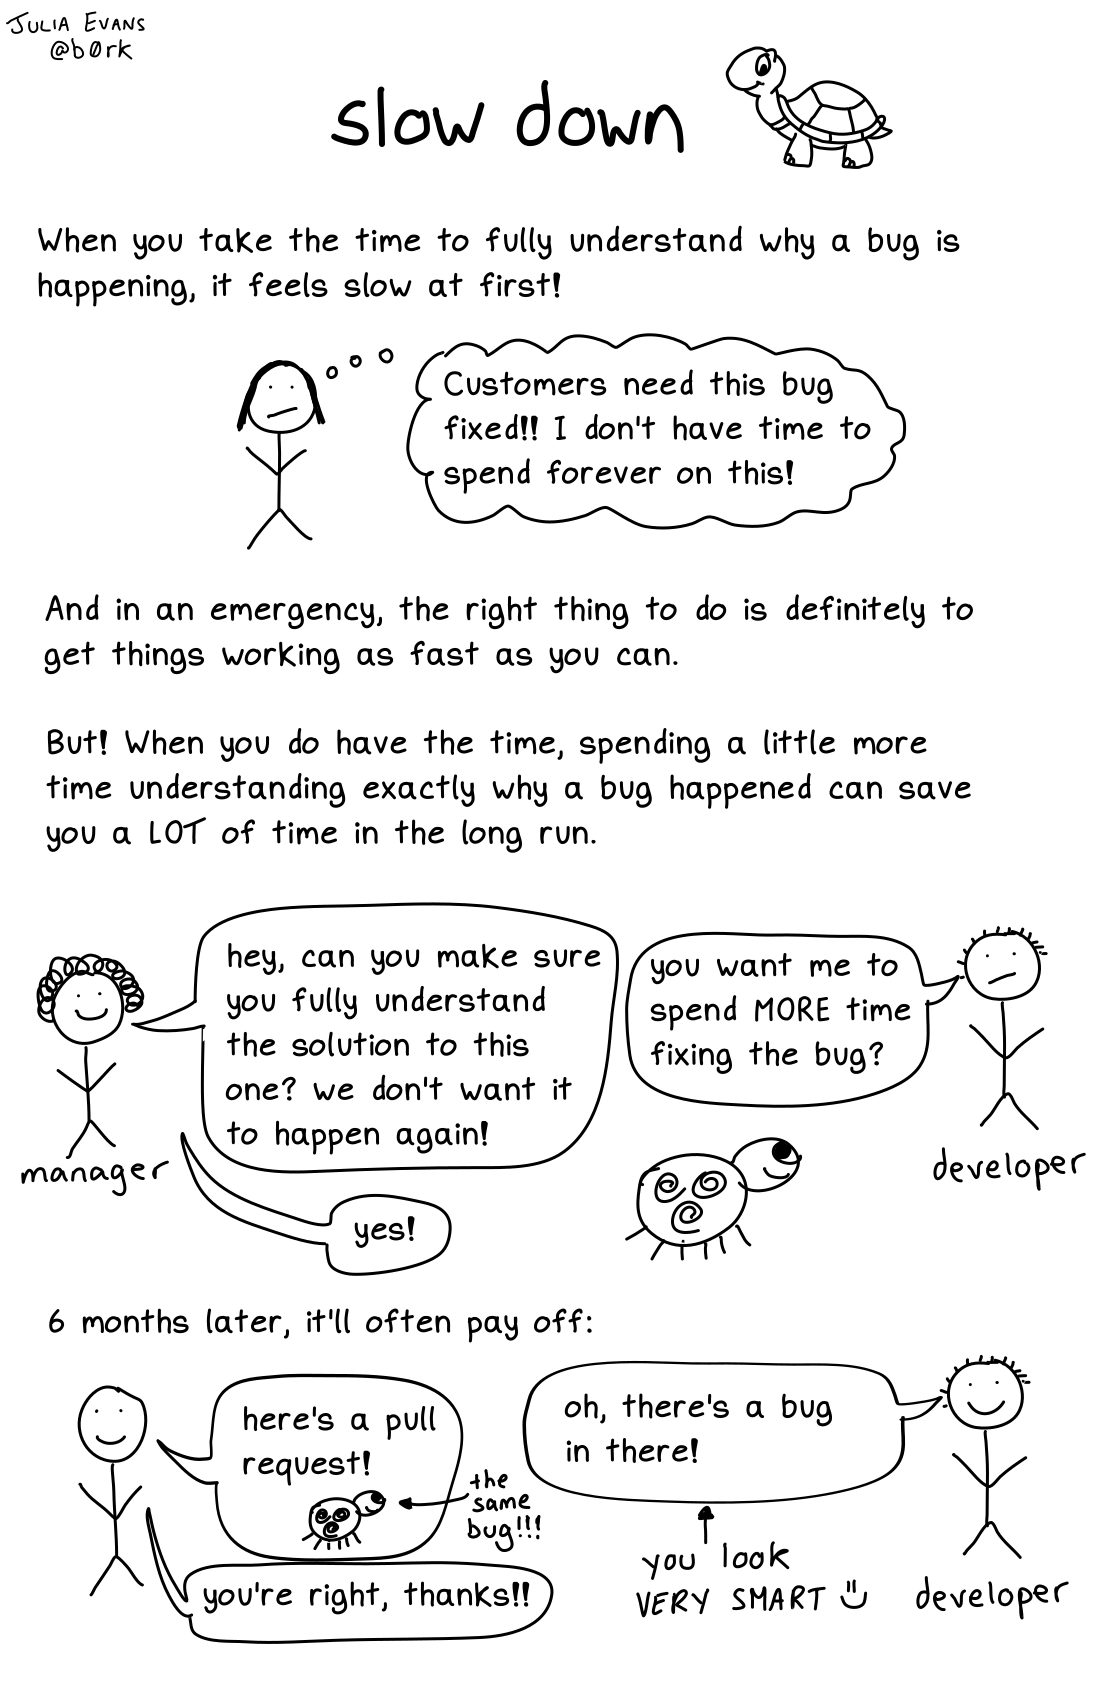 JULIA EVANS
@b0rk
slow down
When you take the time to fully understand why a bug is
happening, it feels slow at first!
Customers need this bug
fixed!! I don't have time to
spend forever on this!
And in an emergency, the right thing to do is definitely to
get things working as fast as you can.
But! When you do have the time, spending a little more
time understanding exactly why a bug happened can save
you a LOT of time in the long run.
hey, can you make sure
you fully understand
the solution to this
one? we don't want it
to happen again!
you want me to
spend MORE time
fixing the bug?
manager
developer
yes!
6 months later, it'll often pay off:
here's a pull
request!
the
same
bug!!!
oh, there's a bug
in there!
you look
VERY SMART
you're right, thanks!!
developer